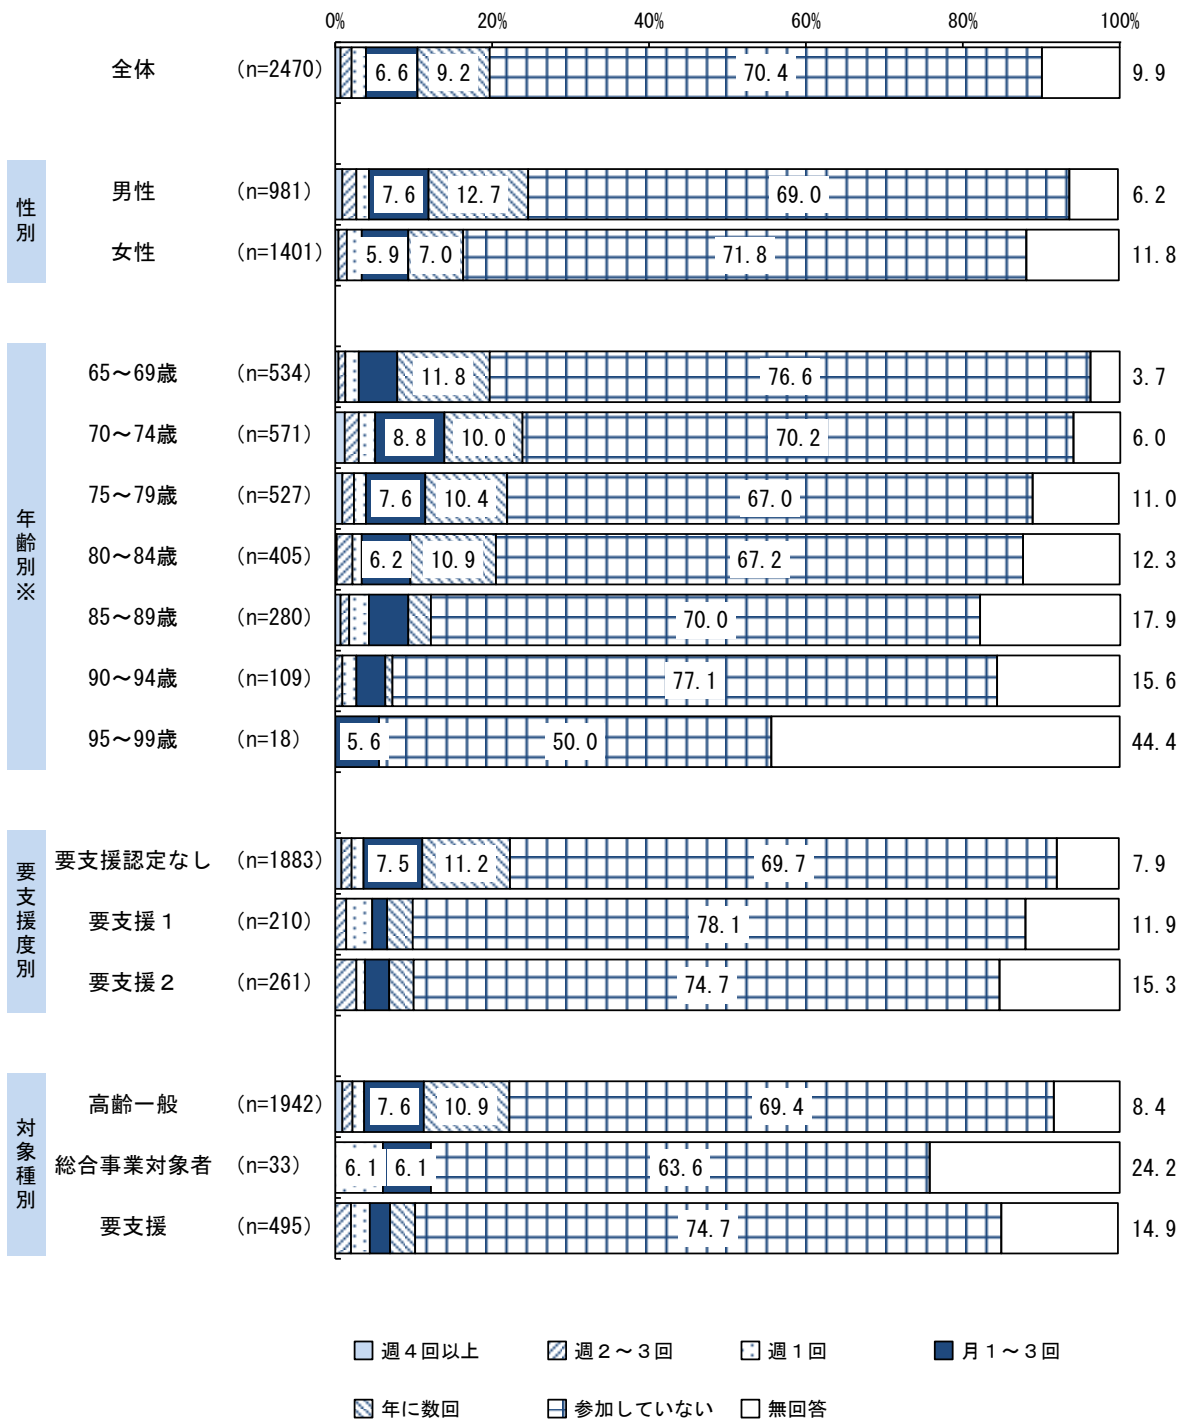 0% 20% 40% 60% 80% 100%
全体 (n=2470) 6.6 9.2 70.4 9.9
性別
男性 (n=981) 7.6 12.7 69.0 6.2
女性 (n=1401) 5.9 7.0 71.8 11.8
年齢別※
65～69歳 (n=534) 11.8 76.6 3.7
70～74歳 (n=571) 8.8 10.0 70.2 6.0
75～79歳 (n=527) 7.6 10.4 67.0 11.0
80～84歳 (n=405) 6.2 10.9 67.2 12.3
85～89歳 (n=280) 70.0 17.9
90～94歳 (n=109) 77.1 15.6
95～99歳 (n=18) 5.6 50.0 44.4
要支援度別
要支援認定なし (n=1883) 7.5 11.2 69.7 7.9
要支援１ (n=210) 78.1 11.9
要支援２ (n=261) 74.7 15.3
対象種別
高齢一般 (n=1942) 7.6 10.9 69.4 8.4
総合事業対象者 (n=33) 6.1 6.1 63.6 24.2
要支援 (n=495) 74.7 14.9
週４回以上 週２～３回 週１回 月１～３回
年に数回 参加していない 無回答